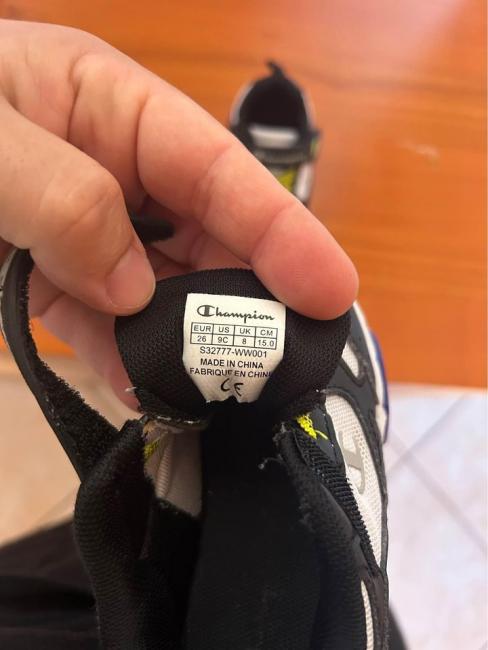 Champion
EUR US UK CM
26 9C 8 15.0
S32777-WW001
MADE IN CHINA
FABRIQUE EN CHINE
CE